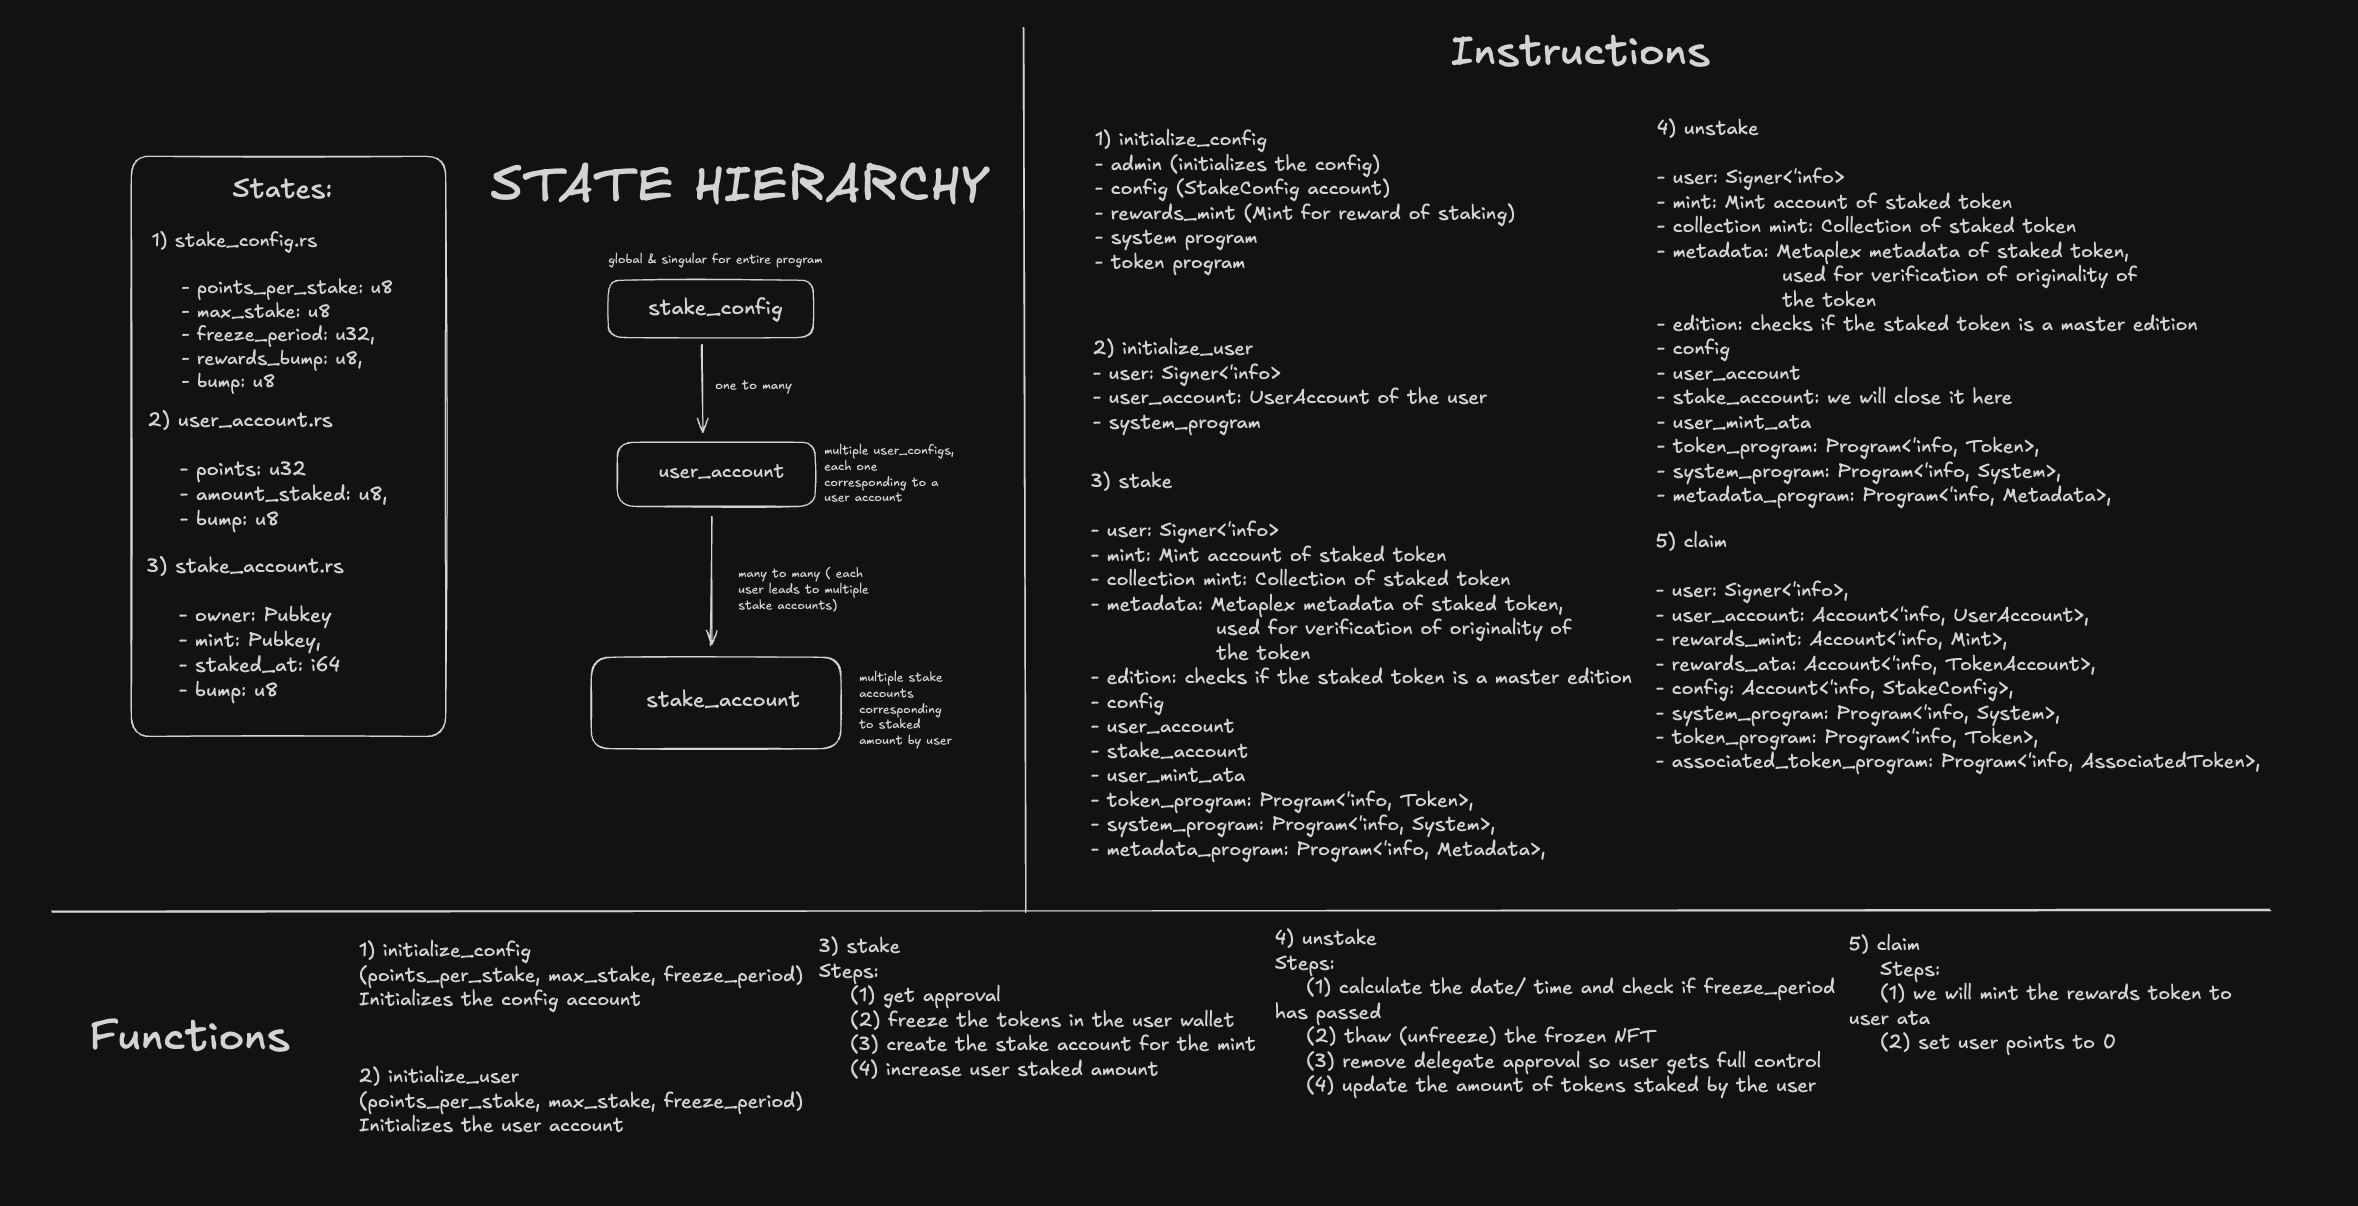 States:
1) stake_config.rs
- points_per_stake: u8
- max_stake: u8
- freeze_period: u32,
- rewards_bump: u8,
- bump: u8
2) user_account.rs
- points: u32
- amount_staked: u8,
- bump: u8
3) stake_account.rs
- owner: Pubkey
- mint: Pubkey,
- staked_at: i64
- bump: u8
STATE HIERARCHY
global & singular for entire program
stake_config
one to many
user_account
multiple user_configs,
each one
corresponding to a
user account
many to many ( each
user leads to multiple
stake accounts)
stake_account
multiple stake
accounts
corresponding
to staked
amount by user
Instructions
1) initialize_config
- admin (initializes the config)
- config (StakeConfig account)
- rewards_mint (Mint for reward of staking)
- system program
- token program
2) initialize_user
- user: Signer<'info>
- user_account: UserAccount of the user
- system_program
3) stake
- user: Signer<'info>
- mint: Mint account of staked token
- collection mint: Collection of staked token
- metadata: Metaplex metadata of staked token,
used for verification of originality of
the token
- edition: checks if the staked token is a master edition
- config
- user_account
- stake_account
- user_mint_ata
- token_program: Program<'info, Token>,
- system_program: Program<'info, System>,
- metadata_program: Program<'info, Metadata>,
4) unstake
- user: Signer<'info>
- mint: Mint account of staked token
- collection mint: Collection of staked token
- metadata: Metaplex metadata of staked token,
used for verification of originality of
the token
- edition: checks if the staked token is a master edition
- config
- user_account
- stake_account: we will close it here
- user_mint_ata
- token_program: Program<'info, Token>,
- system_program: Program<'info, System>,
- metadata_program: Program<'info, Metadata>,
5) claim
- user: Signer<'info>,
- user_account: Account<'info, UserAccount>,
- rewards_mint: Account<'info, Mint>,
- rewards_ata: Account<'info, TokenAccount>,
- config: Account<'info, StakeConfig>,
- system_program: Program<'info, System>,
- token_program: Program<'info, Token>,
- associated_token_program: Program<'info, AssociatedToken>,
Functions
1) initialize_config
(points_per_stake, max_stake, freeze_period)
Initializes the config account
2) initialize_user
(points_per_stake, max_stake, freeze_period)
Initializes the user account
3) stake
Steps:
(1) get approval
(2) freeze the tokens in the user wallet
(3) create the stake account for the mint
(4) increase user staked amount
4) unstake
Steps:
(1) calculate the date/ time and check if freeze_period
has passed
(2) thaw (unfreeze) the frozen NFT
(3) remove delegate approval so user gets full control
(4) update the amount of tokens staked by the user
5) claim
Steps:
(1) we will mint the rewards token to
user ata
(2) set user points to 0